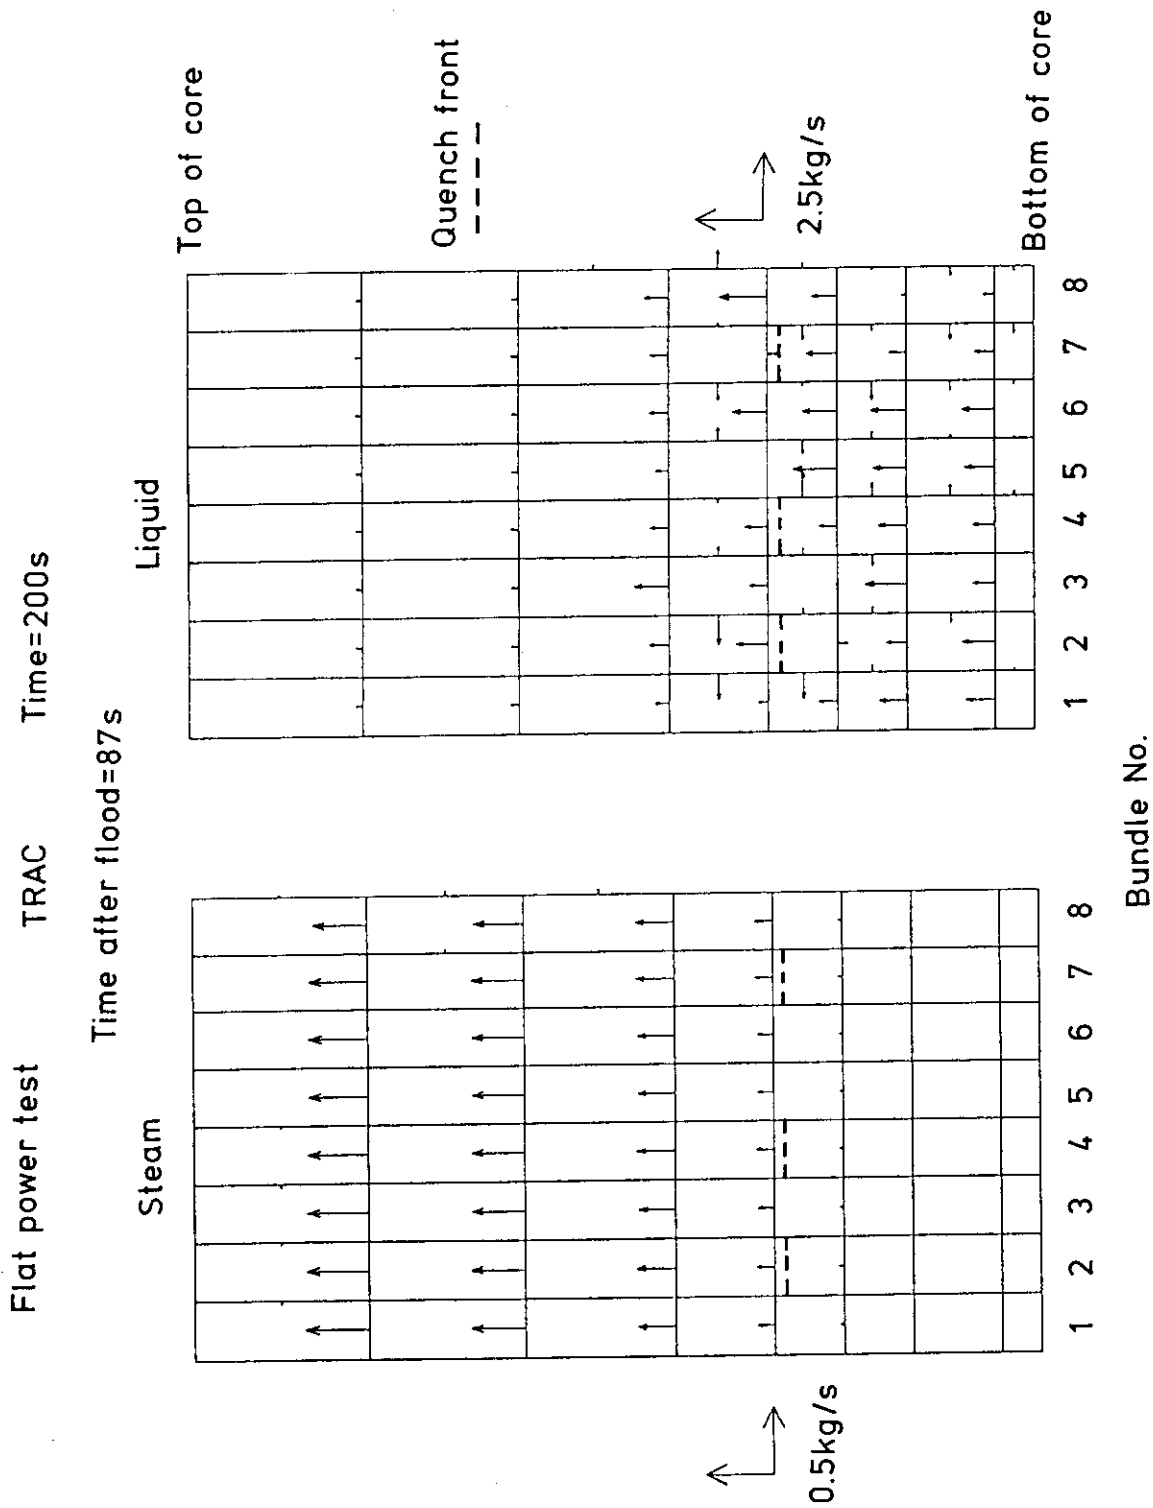 Flat power test TRAC Time=200s
Time after flood=87s
Steam
Liquid
Top of core
Quench front
0.5kg/s
2.5kg/s
Bottom of core
1 2 3 4 5 6 7 8
1 2 3 4 5 6 7 8
Bundle No.